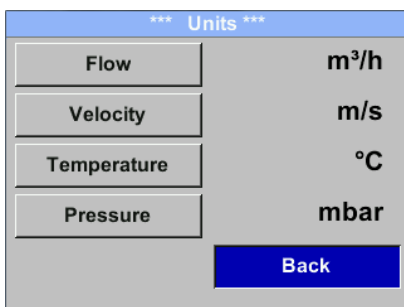 *** Units ***
Flow m³/h
Velocity m/s
Temperature °C
Pressure mbar
Back